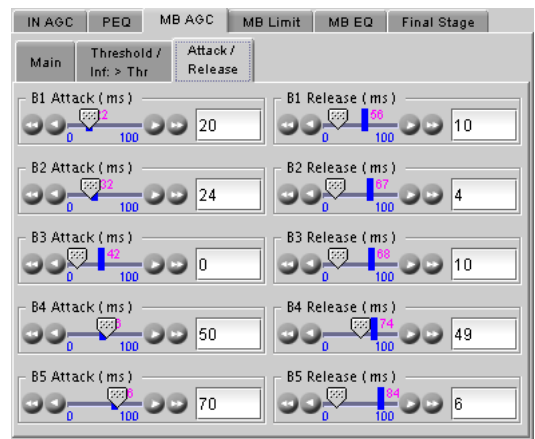 IN AGC PEQ MB AGC MB Limit MB EQ Final Stage
Main Threshold / Inf: > Thr Attack / Release
B1 Attack ( ms ) B1 Release ( ms )
0 100 20 56 0 100 10
B2 Attack ( ms ) B2 Release ( ms )
32 0 100 24 67 0 100 4
B3 Attack ( ms ) B3 Release ( ms )
42 0 100 0 68 0 100 10
B4 Attack ( ms ) B4 Release ( ms )
0 100 50 74 0 100 49
B5 Attack ( ms ) B5 Release ( ms )
0 100 70 84 0 100 6